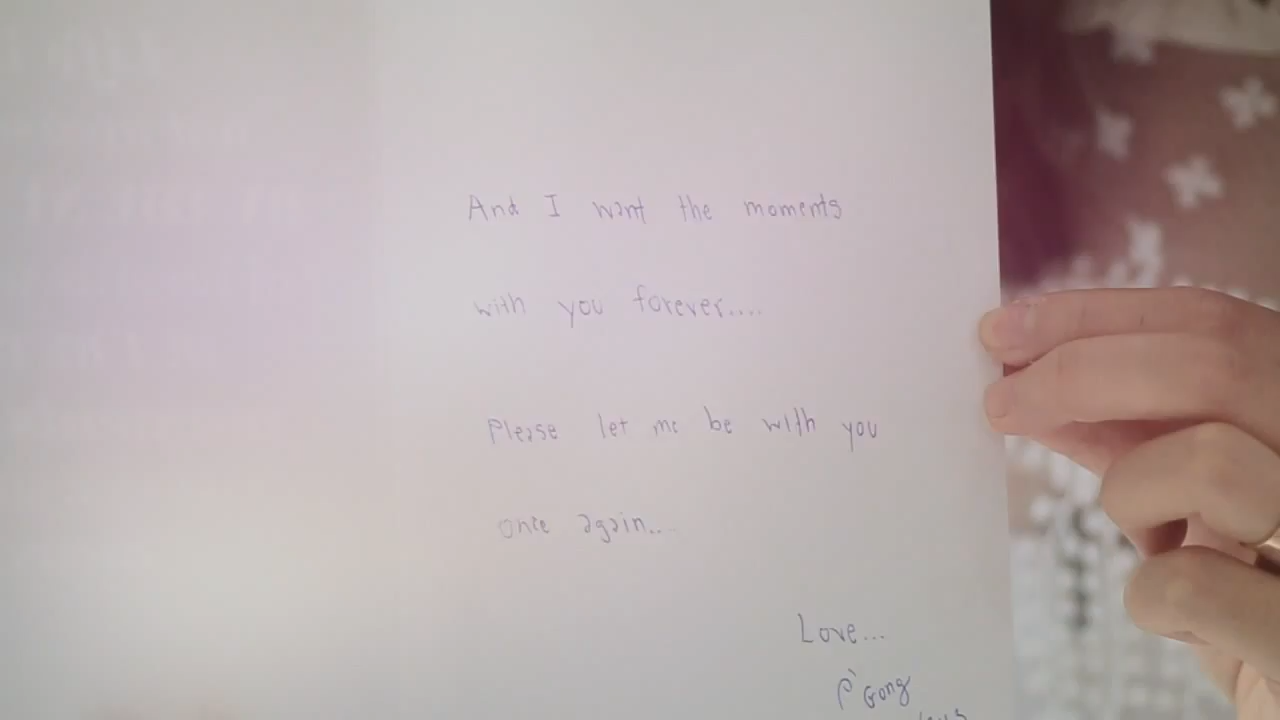 And I want the moments
with you forever....
Please let me be with you
once again...
Love...
P' Gong